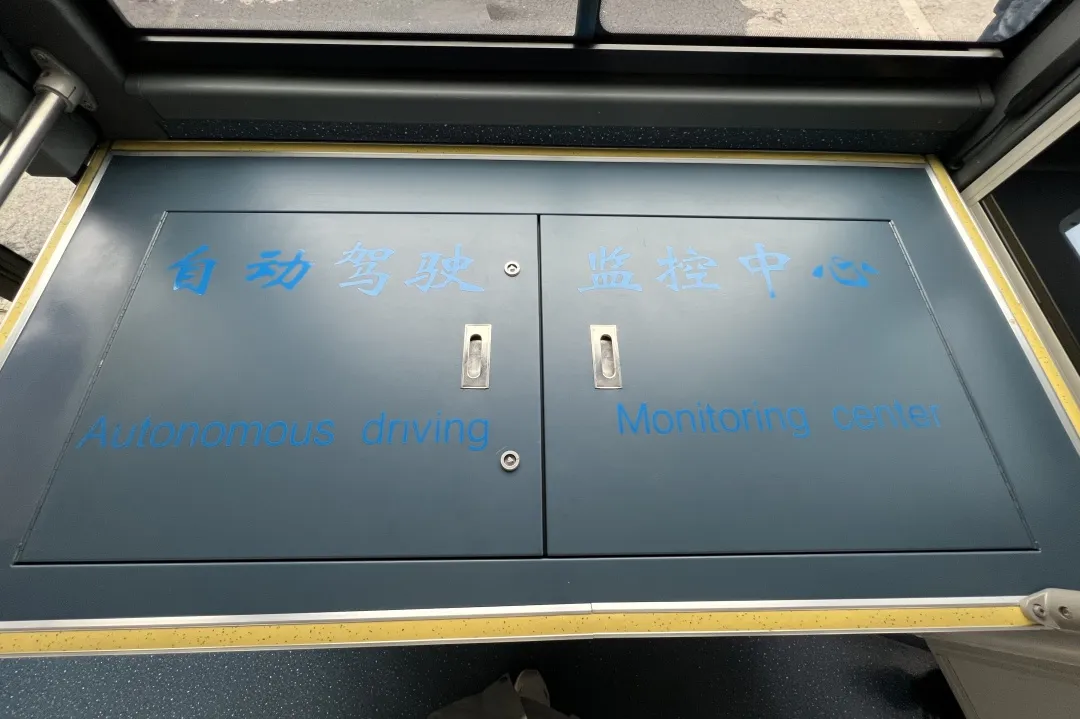 自动驾驶 监控中心
Autonomous driving Monitoring center